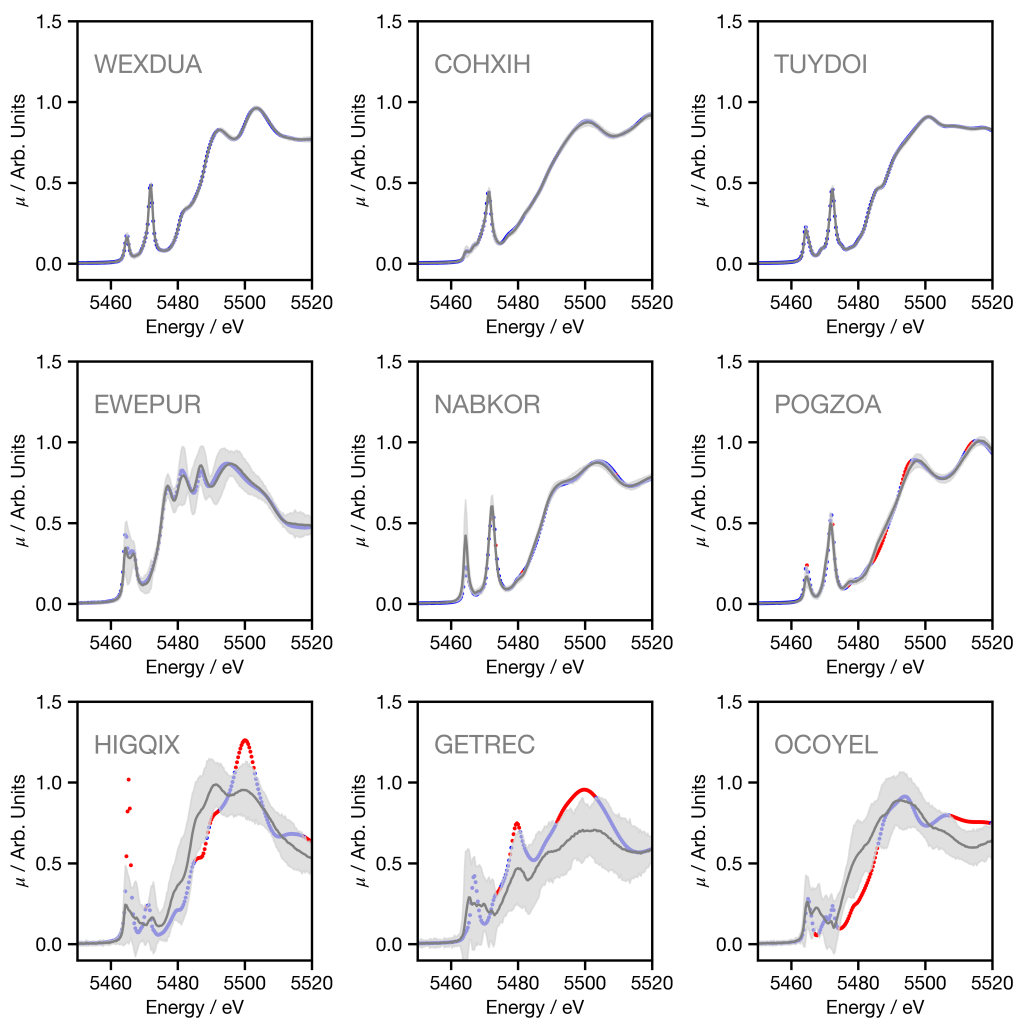 1.5
1.0
0.5
0.0
μ / Arb. Units
WEXDUA
5460 5480 5500 5520
Energy / eV
1.5
1.0
0.5
0.0
μ / Arb. Units
COHXIH
5460 5480 5500 5520
Energy / eV
1.5
1.0
0.5
0.0
μ / Arb. Units
TUYDOI
5460 5480 5500 5520
Energy / eV
1.5
1.0
0.5
0.0
μ / Arb. Units
EWEPUR
5460 5480 5500 5520
Energy / eV
1.5
1.0
0.5
0.0
μ / Arb. Units
NABKOR
5460 5480 5500 5520
Energy / eV
1.5
1.0
0.5
0.0
μ / Arb. Units
POGZOA
5460 5480 5500 5520
Energy / eV
1.5
1.0
0.5
0.0
μ / Arb. Units
HIGQIX
5460 5480 5500 5520
Energy / eV
1.5
1.0
0.5
0.0
μ / Arb. Units
GETREC
5460 5480 5500 5520
Energy / eV
1.5
1.0
0.5
0.0
μ / Arb. Units
OCOYEL
5460 5480 5500 5520
Energy / eV